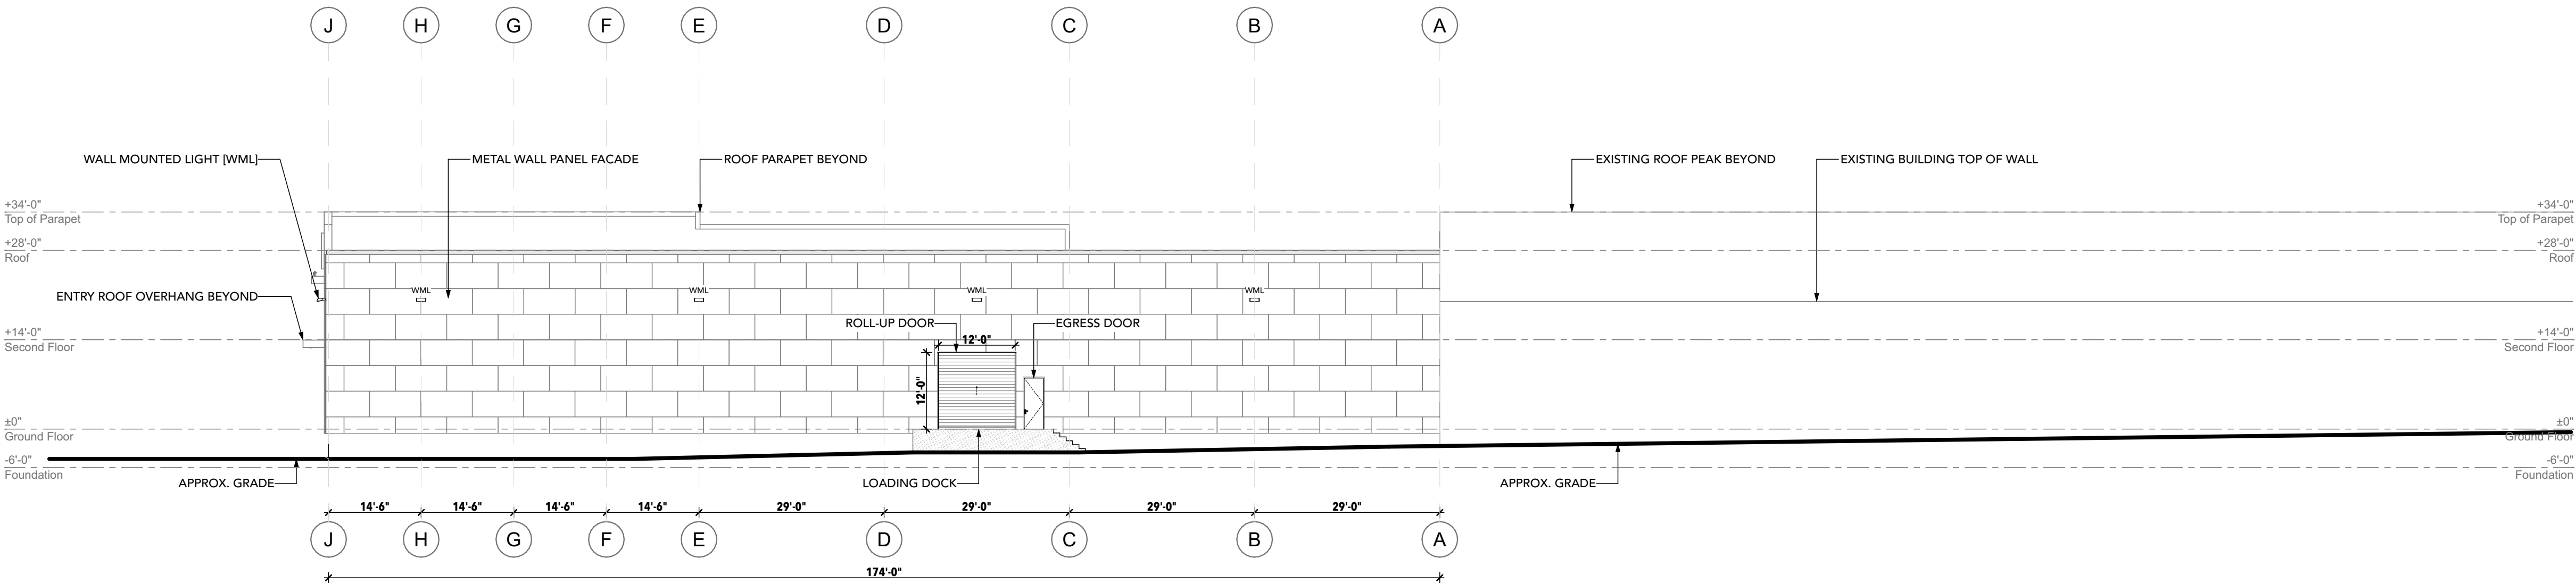 J H G F E D C B A
WALL MOUNTED LIGHT [WML]
METAL WALL PANEL FACADE
ROOF PARAPET BEYOND
EXISTING ROOF PEAK BEYOND
EXISTING BUILDING TOP OF WALL
+34'-0"
Top of Parapet
+34'-0"
Top of Parapet
+28'-0"
Roof
+28'-0"
Roof
ENTRY ROOF OVERHANG BEYOND
WML
WML
WML
WML
ROLL-UP DOOR
EGRESS DOOR
+14'-0"
Second Floor
12'-0"
+14'-0"
Second Floor
12'-0"
±0"
Ground Floor
±0"
Ground Floor
-6'-0"
Foundation
-6'-0"
Foundation
APPROX. GRADE
LOADING DOCK
APPROX. GRADE
14'-6" 14'-6" 14'-6" 14'-6" 29'-0" 29'-0" 29'-0" 29'-0"
J H G F E D C B A
174'-0"